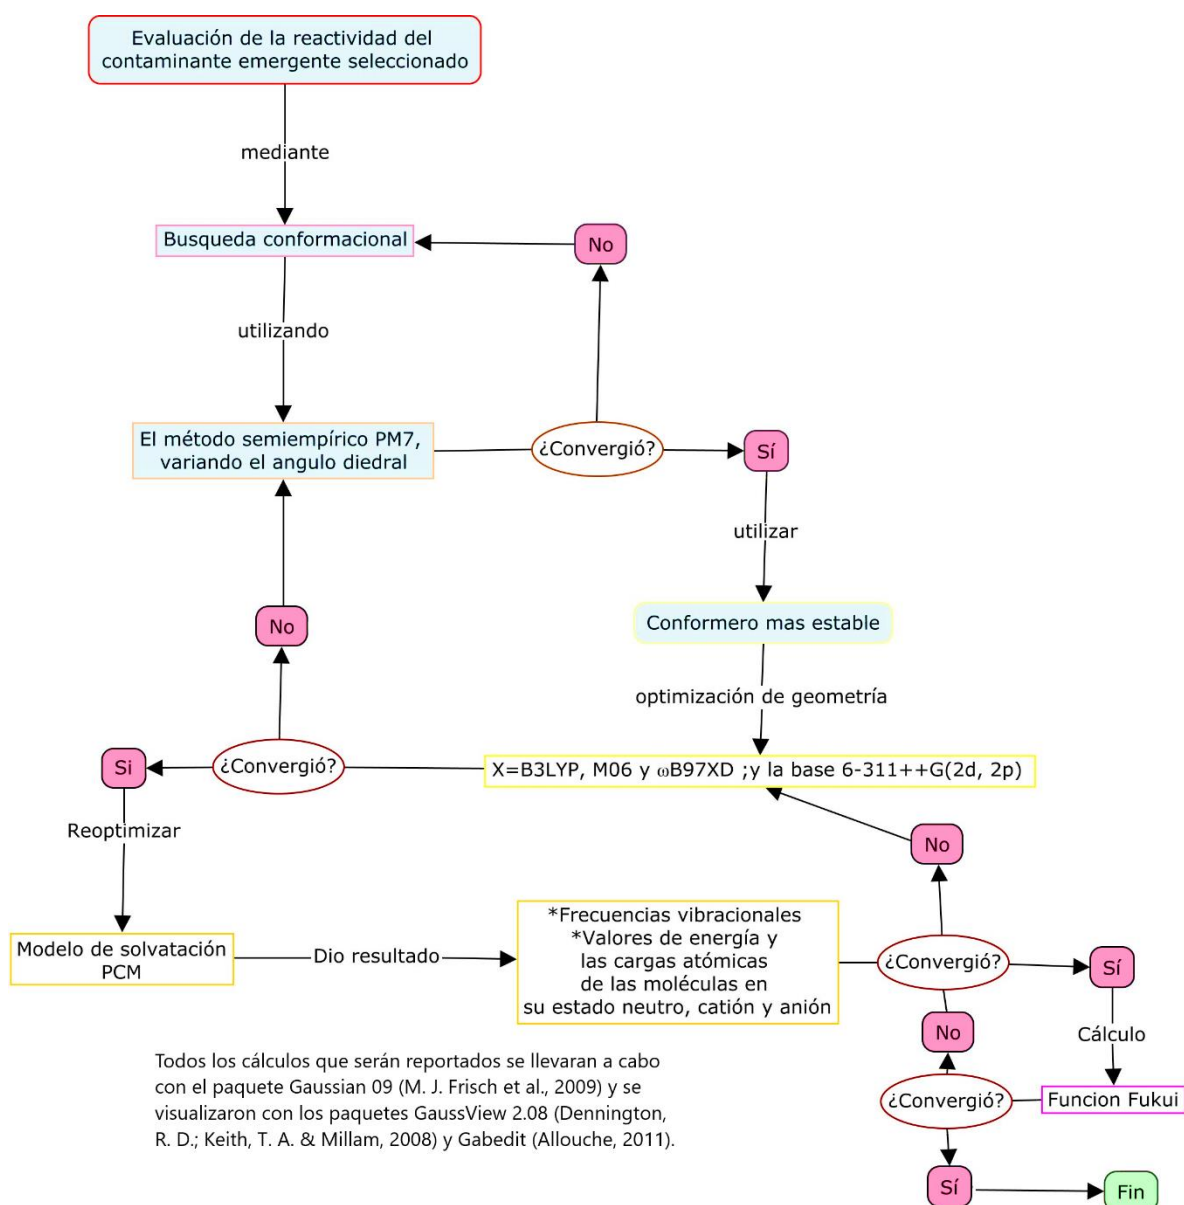 Evaluación de la reactividad del
contaminante emergente seleccionado
mediante
Busqueda conformacional
No
utilizando
El método semiempírico PM7,
variando el angulo diedral
¿Convergió?
Sí
utilizar
No
Conformero mas estable
optimización de geometría
Si
¿Convergió?
X=B3LYP, M06 y ωB97XD ;y la base 6-311++G(2d, 2p)
Reoptimizar
No
Modelo de solvatación
PCM
Dio resultado
*Frecuencias vibracionales
*Valores de energía y
las cargas atómicas
de las moléculas en
su estado neutro, catión y anión
¿Convergió?
Sí
No
Cálculo
¿Convergió?
Funcion Fukui
Sí
Fin
Todos los cálculos que serán reportados se llevaran a cabo
con el paquete Gaussian 09 (M. J. Frisch et al., 2009) y se
visualizaron con los paquetes GaussView 2.08 (Dennington,
R. D.; Keith, T. A. & Millam, 2008) y Gabedit (Allouche, 2011).